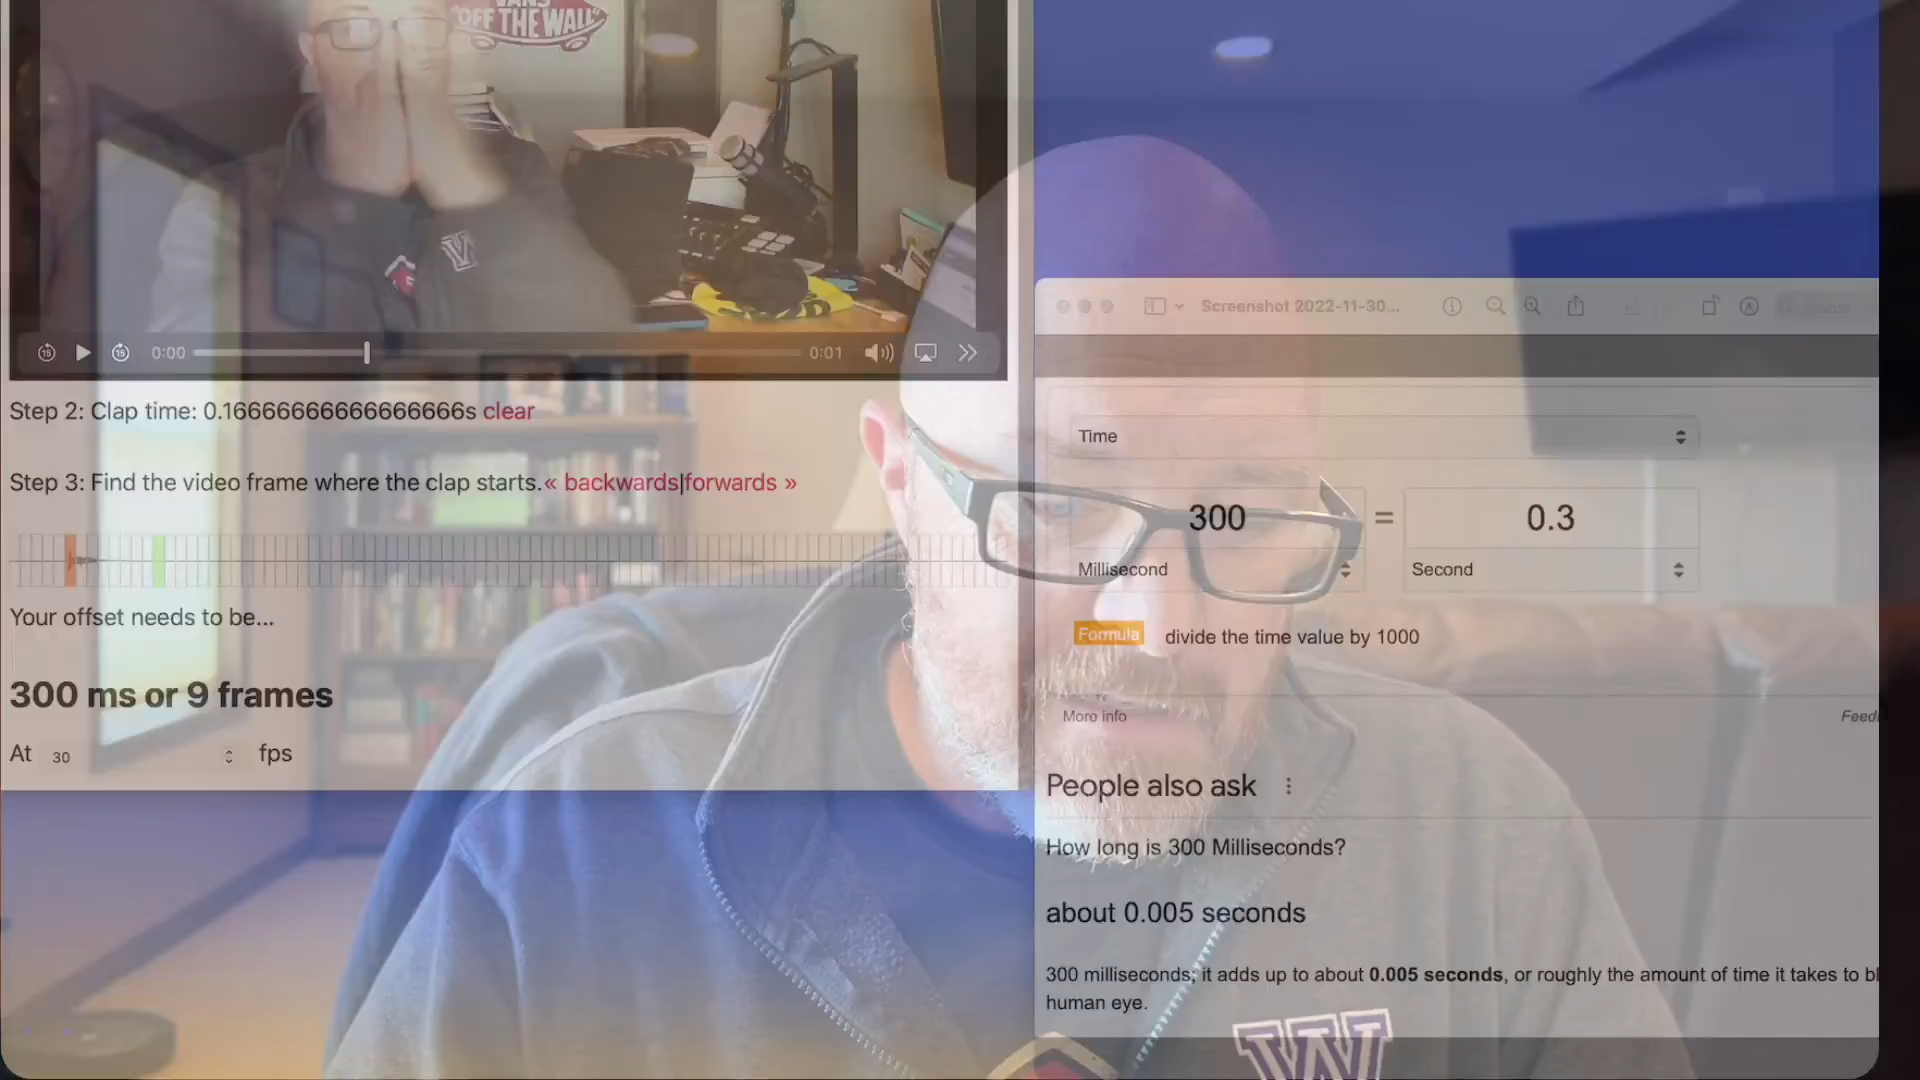 VANS
"OFF THE WALL"
V
0:00
0:01
Step 2: Clap time: 0.16666666666666666s clear
Step 3: Find the video frame where the clap starts.« backwards|forwards »
Your offset needs to be...
300 ms or 9 frames
At 30 fps
Screenshot 2022-11-30...
Time
300 = 0.3
Millisecond Second
Formula divide the time value by 1000
More info
People also ask
How long is 300 Milliseconds?
about 0.005 seconds
300 milliseconds; it adds up to about 0.005 seconds, or roughly the amount of time it takes to bl
human eye.
W